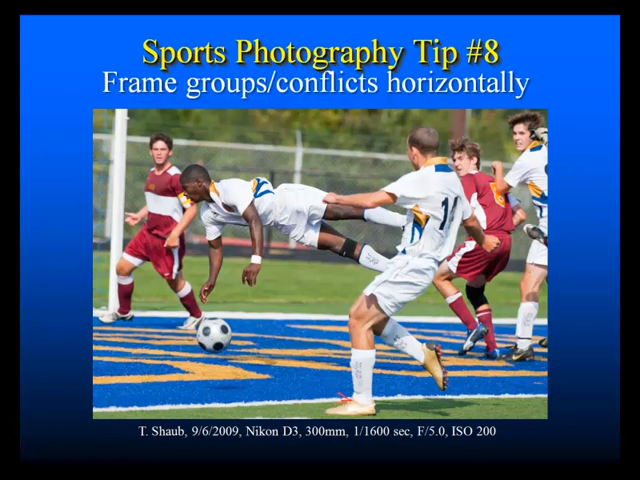 Sports Photography Tip #8
Frame groups/conflicts horizontally
T. Shaub, 9/6/2009, Nikon D3, 300mm, 1/1600 sec, F/5.0, ISO 200